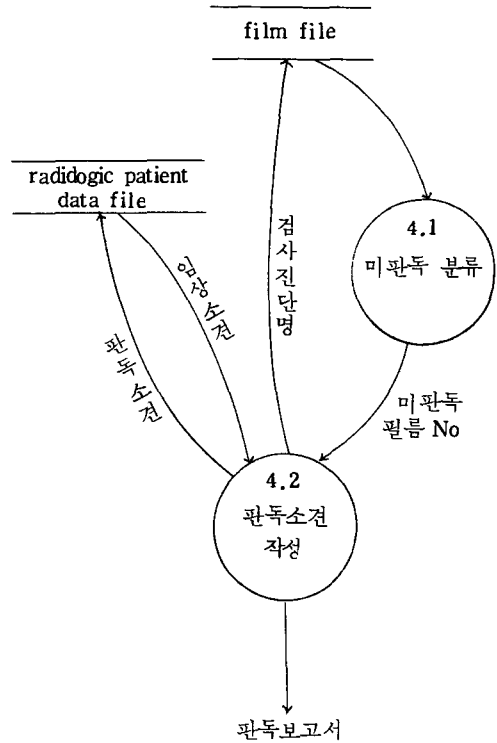 film file
radidogic patient
data file
4.1
미판독 분류
검사진단명
임상소견
판독소견
미판독
필름 No
4.2
판독소견
작성
판독보고서